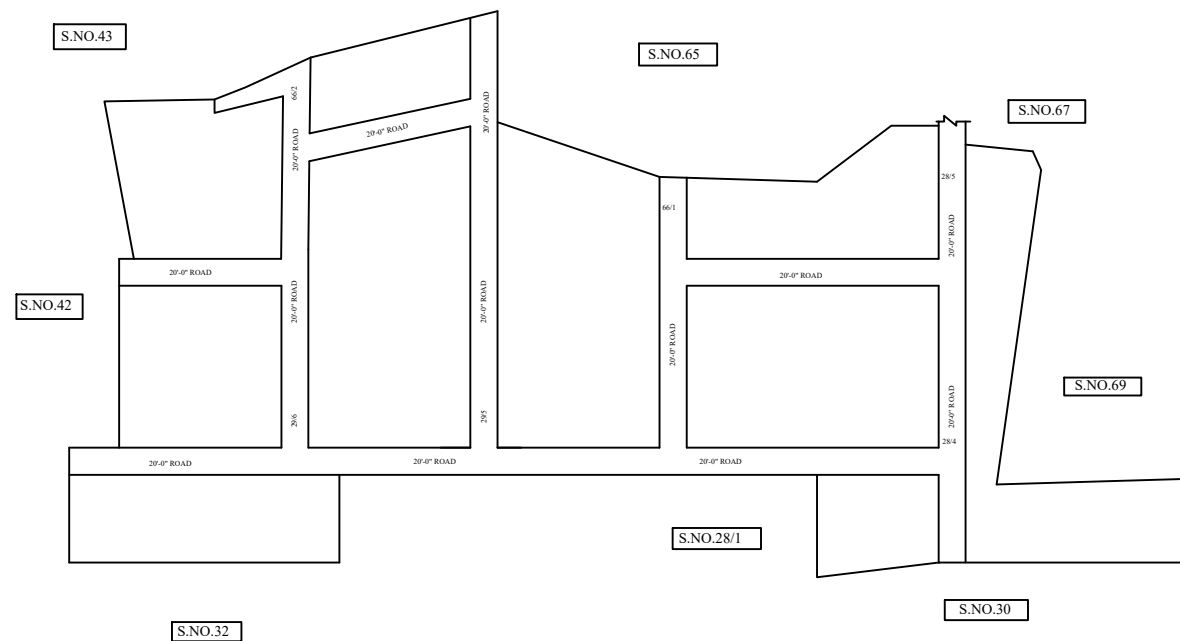 S.NO.43
S.NO.65
66/2
20'-0" ROAD
20'-0" ROAD
20'-0" ROAD
S.NO.67
28/5
66/1
20'-0" ROAD
20'-0" ROAD
20'-0" ROAD
S.NO.42
20'-0" ROAD
20'-0" ROAD
20'-0" ROAD
S.NO.69
20'-0" ROAD
29/6
29/5
28/4
20'-0" ROAD
20'-0" ROAD
20'-0" ROAD
S.NO.28/1
S.NO.30
S.NO.32